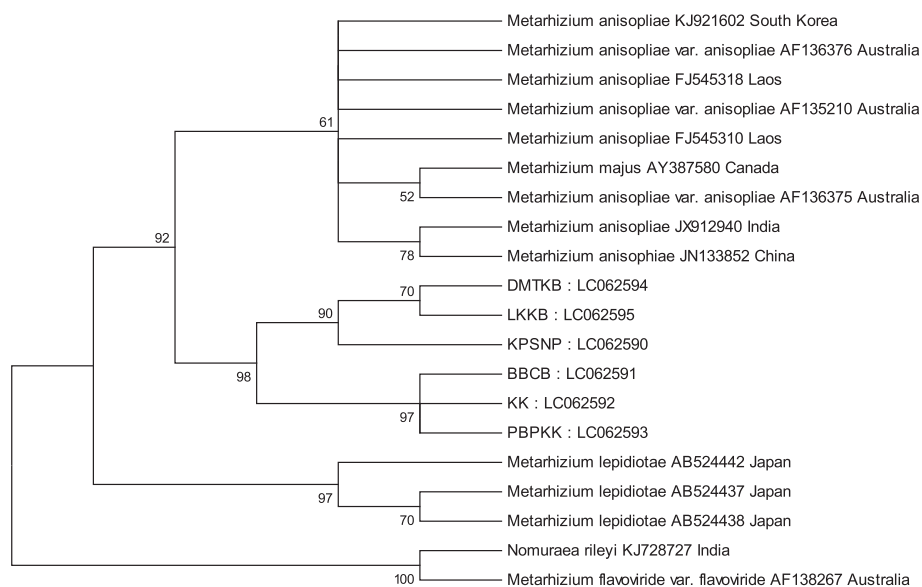 Metarhizium anisopliae KJ921602 South Korea
Metarhizium anisopliae var. anisopliae AF136376 Australia
Metarhizium anisopliae FJ545318 Laos
Metarhizium anisopliae var. anisopliae AF135210 Australia
61
Metarhizium anisopliae FJ545310 Laos
Metarhizium majus AY387580 Canada
52
Metarhizium anisopliae var. anisopliae AF136375 Australia
Metarhizium anisopliae JX912940 India
92
78
Metarhizium anisophiae JN133852 China
DMTKB : LC062594
70
LKKB : LC062595
90
KPSNP : LC062590
98
BBCB : LC062591
KK : LC062592
97
PBPKK : LC062593
Metarhizium lepidiotae AB524442 Japan
97
Metarhizium lepidiotae AB524437 Japan
70
Metarhizium lepidiotae AB524438 Japan
Nomuraea rileyi KJ728727 India
100
Metarhizium flavoviride var. flavoviride AF138267 Australia